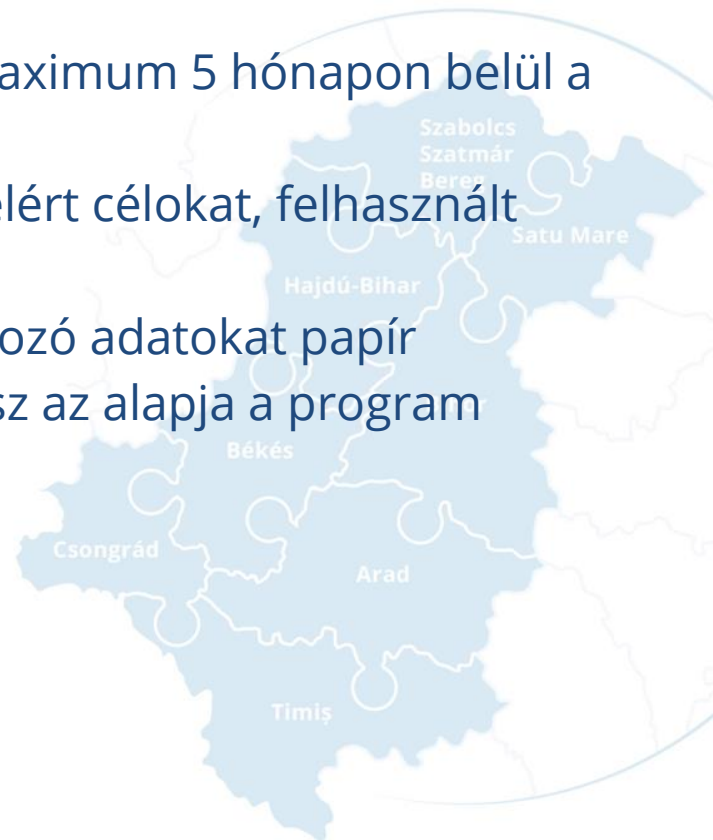 aximum 5 hónapon belül a
elért célokat, felhasznált
ozó adatokat papír
sz az alapja a program
Szabolcs
Szatmár
Bereg
Satu Mare
Hajdú-Bihar
Békés
Csongrád
Arad
Timiș